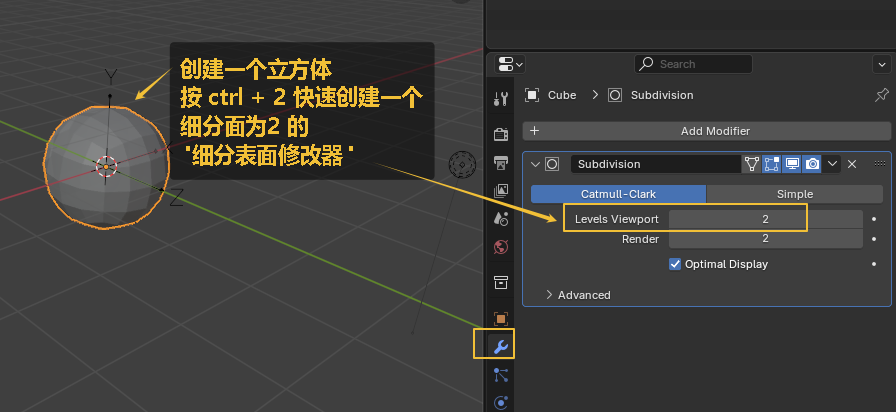 Search
Y
创建一个立方体
按 ctrl + 2 快速创建一个
细分面为2 的
"细分表面修改器"
Z
Cube > Subdivision
+ Add Modifier
Subdivision
Catmull-Clark Simple
Levels Viewport 2
Render 2
Optimal Display
Advanced